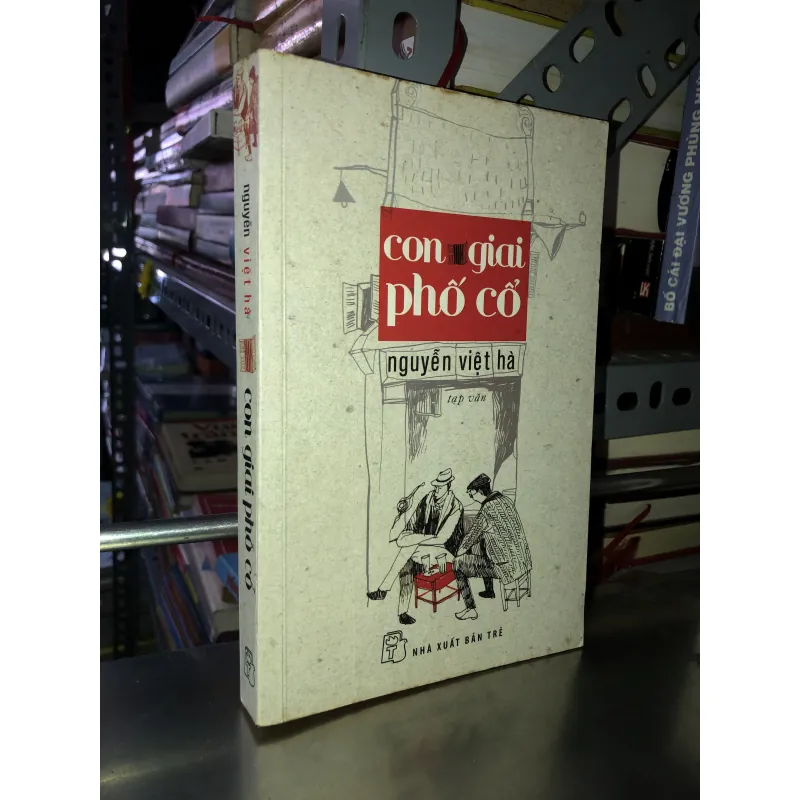 con giai
phố cổ
nguyễn việt hà
tạp văn
NHÀ XUẤT BẢN TRẺ
nguyễn việt hà
con giai phố cổ
BỐ CÁI ĐẠI VƯƠNG PHÙNG